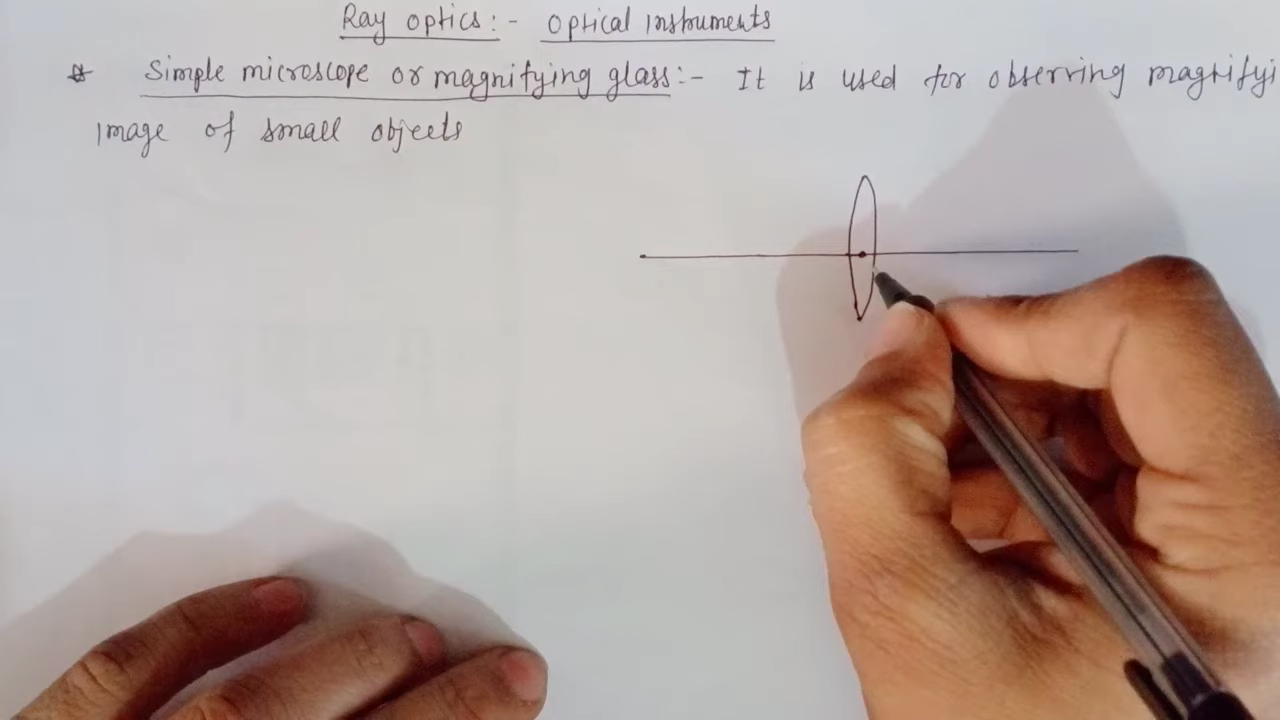 Ray optics:- Optical instruments
* Simple microscope or magnifying glass:- It is used for observing magnifyi
image of small objects